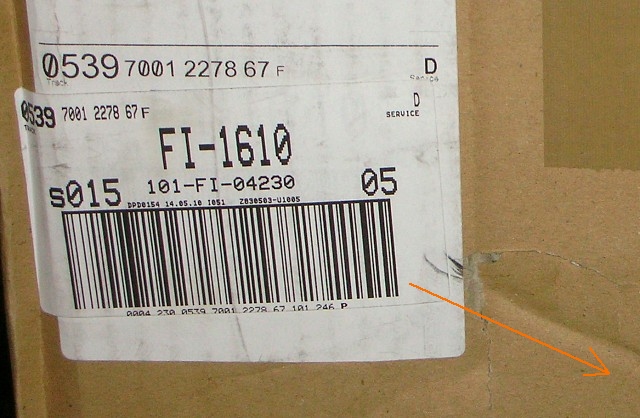 0539 7001 2278 67 F D
Track Service
0539 7001 2278 67 F D
Track SERVICE
FI-1610
s015 101-FI-04230 05
DPD0154 14.05.10 1051 Z830503-U1005
0004 230 0539 7001 2278 67 101 246 P